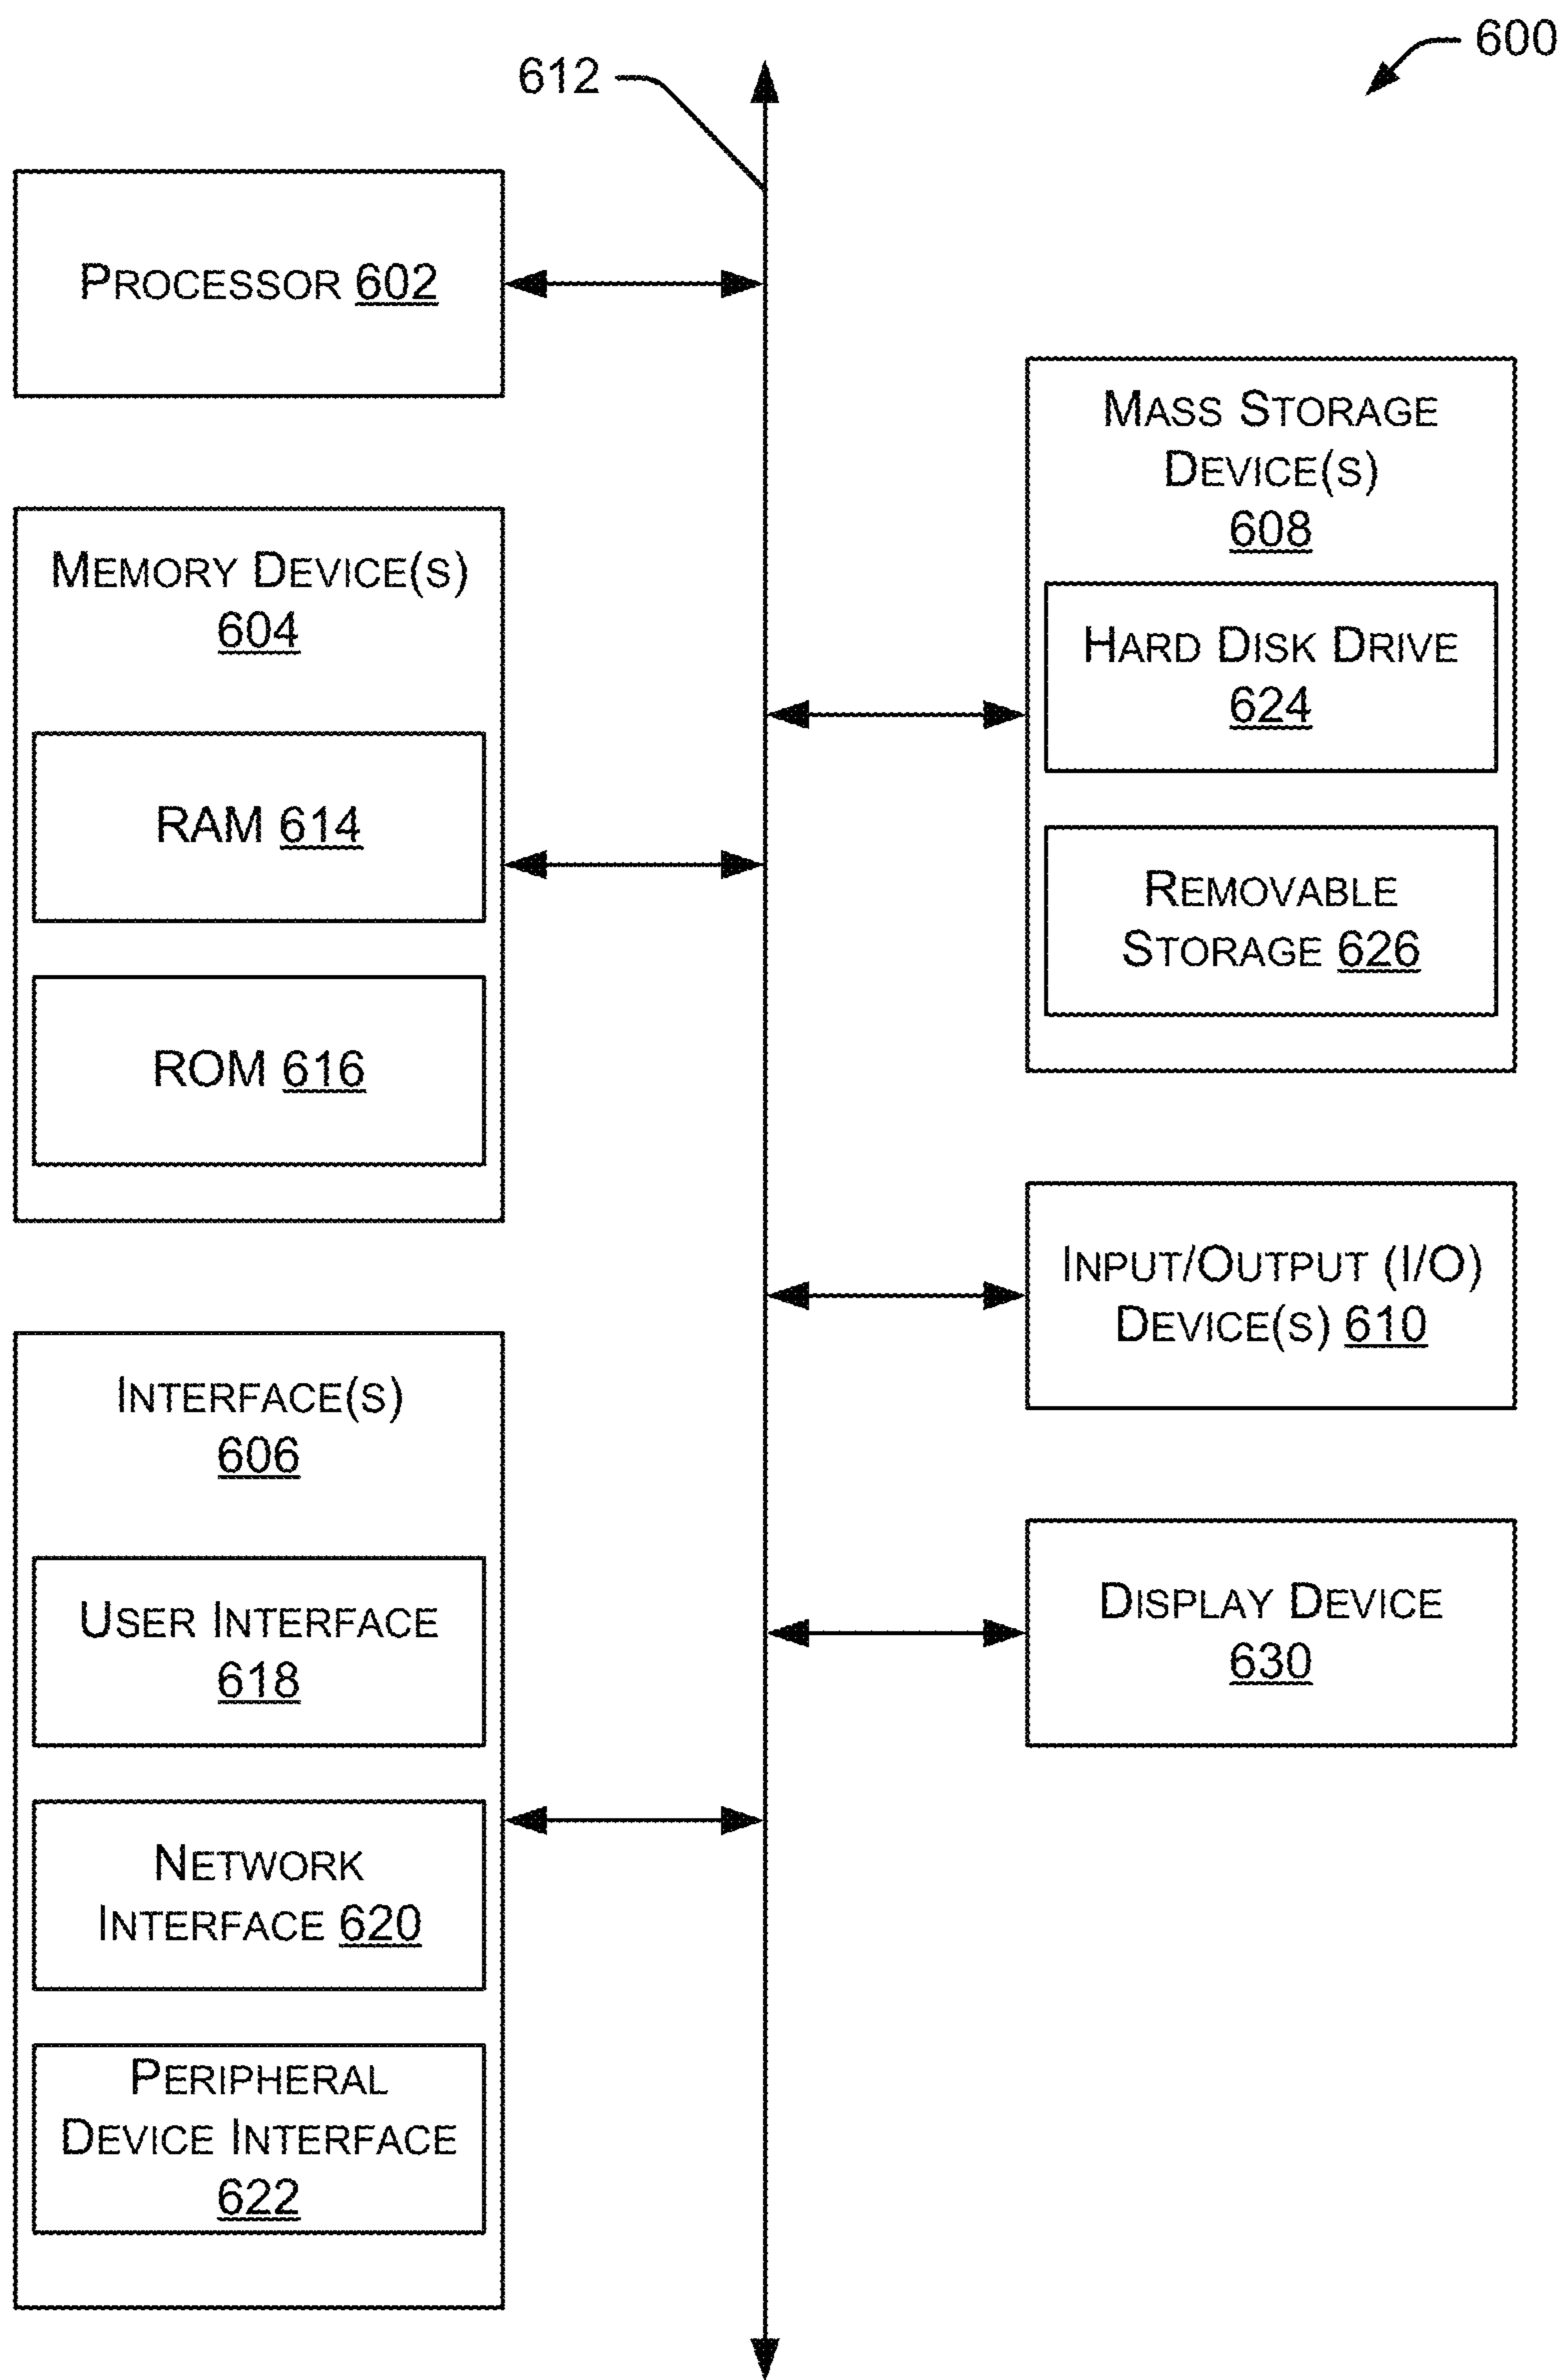 600
612
PROCESSOR 602
MEMORY DEVICE(S)
604
RAM 614
ROM 616
INTERFACE(S)
606
USER INTERFACE
618
NETWORK
INTERFACE 620
PERIPHERAL
DEVICE INTERFACE
622
MASS STORAGE
DEVICE(S)
608
HARD DISK DRIVE
624
REMOVABLE
STORAGE 626
INPUT/OUTPUT (I/O)
DEVICE(S) 610
DISPLAY DEVICE
630